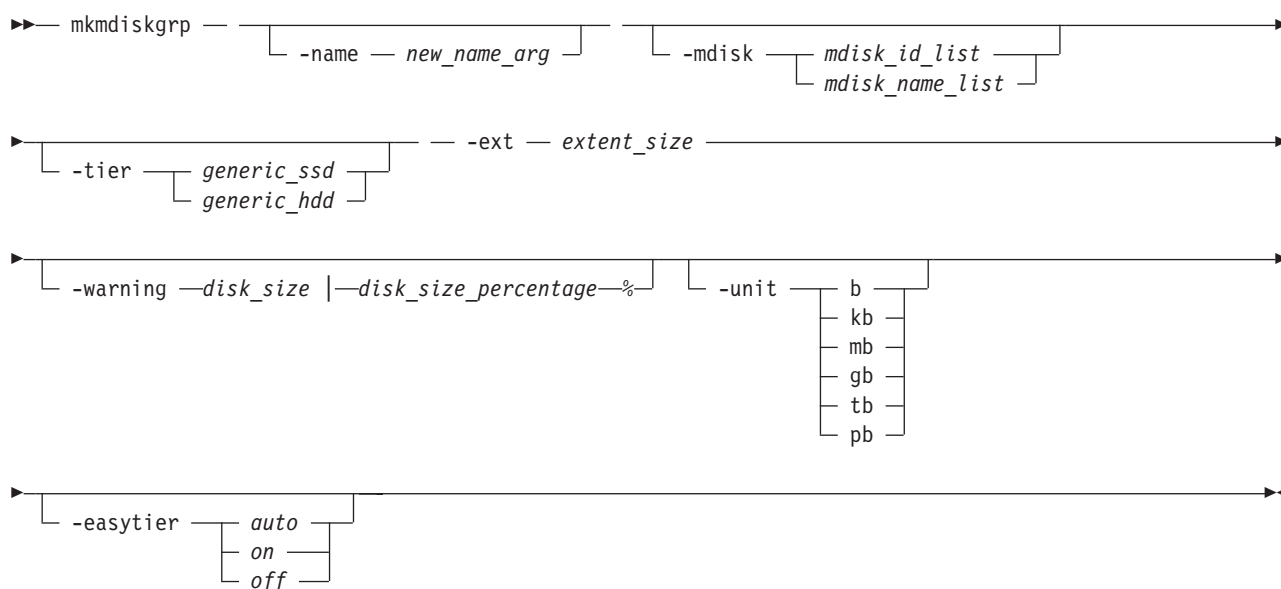 mkmdiskgrp
-name new_name_arg
-mdisk mdisk_id_list
mdisk_name_list
-ext extent_size
-tier generic_ssd
generic_hdd
-warning disk_size | disk_size_percentage %
-unit b
kb
mb
gb
tb
pb
-easytier auto
on
off